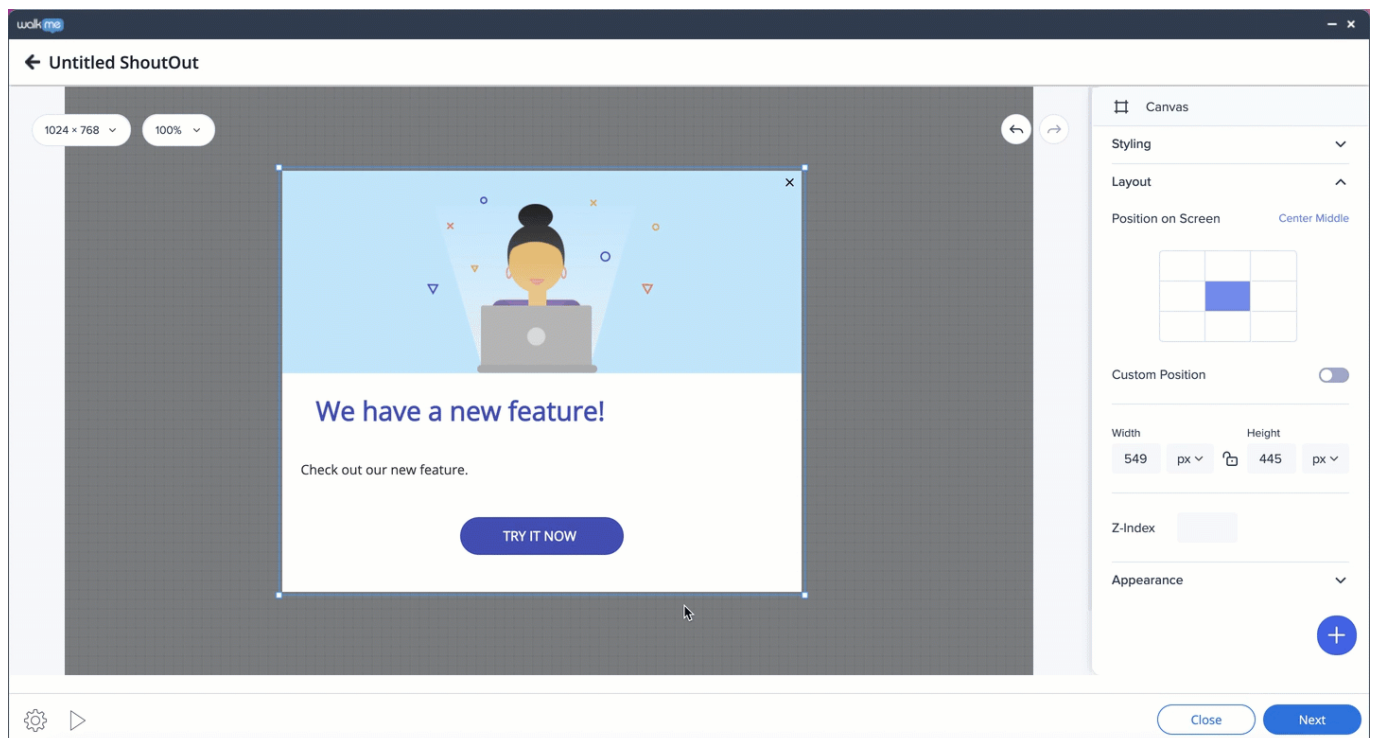 walkme
Untitled ShoutOut
1024 × 768
100%
We have a new feature!
Check out our new feature.
TRY IT NOW
Canvas
Styling
Layout
Position on Screen Center Middle
Custom Position
Width Height
549 px 445 px
Z-Index
Appearance
Close Next